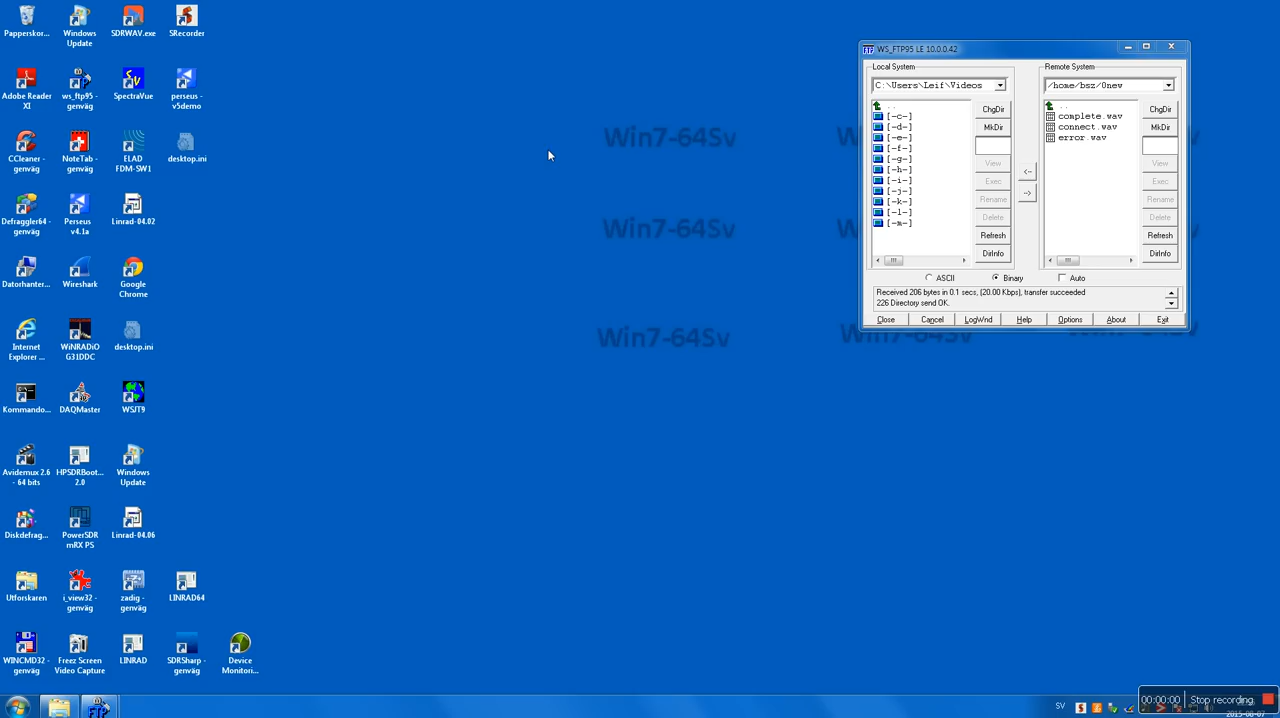 Papperskor...
Windows Update
SDRWAV.exe
SRecorder
Adobe Reader XI
ws_ftp95 - genväg
SpectraVue
perseus - v5demo
CCleaner - genväg
NoteTab - genväg
ELAD FDM-SW1
desktop.ini
Defraggler64 - genväg
Perseus v4.1a
Linrad-04.02
Datorhanter...
Wireshark
Google Chrome
Internet Explorer ...
WiNRADiO G31DDC
desktop.ini
Kommando...
DAQMaster
WSJT9
Avidemux 2.6 - 64 bits
HPSDRBoot... 2.0
Windows Update
Diskdefrag...
PowerSDR mRX PS
Linrad-04.06
Utforskaren
i_view32 - genväg
zadig - genväg
LINRAD64
WINCMD32 - genväg
Freez Screen Video Capture
LINRAD
SDRSharp - genväg
Device Monitori...
Win7-64Sv
Win7-64Sv
Win7-64Sv
Win7-64Sv
WS_FTP95 LE 10.0.0.42
Local System
C:\Users\Leif\Videos
..
[-c-]
[-d-]
[-e-]
[-f-]
[-g-]
[-h-]
[-i-]
[-j-]
[-k-]
[-l-]
[-m-]
ChgDir
MkDir
View
Exec
Rename
Delete
Refresh
DirInfo
<--
-->
Remote System
/home/bsz/0new
..
complete.wav
connect.wav
error.wav
ChgDir
MkDir
View
Exec
Rename
Delete
Refresh
DirInfo
ASCII Binary Auto
Received 206 bytes in 0.1 secs, (20.00 Kbps), transfer succeeded
226 Directory send OK.
Close Cancel LogWnd Help Options About Exit
SV
00:00:00 Stop recording.
2015-08-07